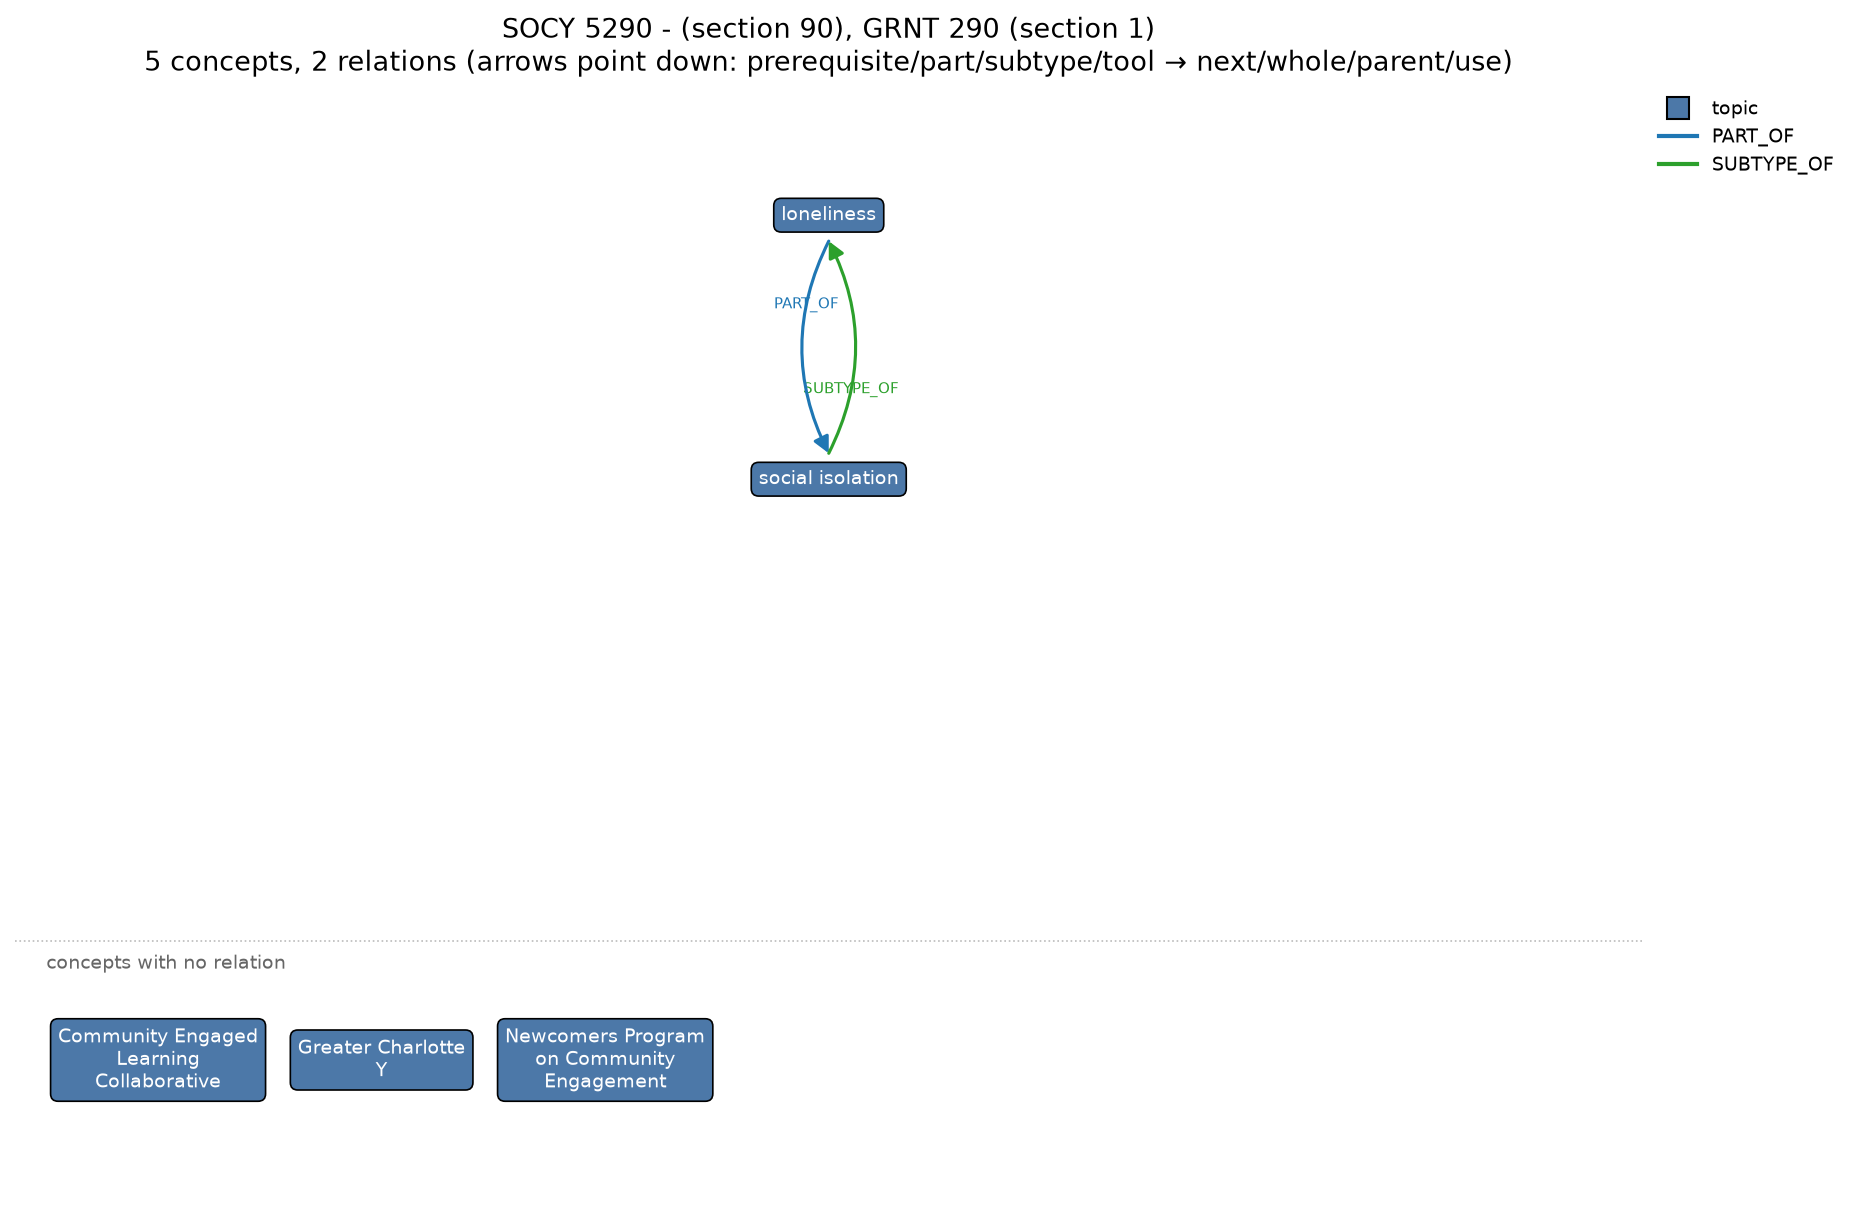 SOCY 5290 - (section 90), GRNT 290 (section 1)
5 concepts, 2 relations (arrows point down: prerequisite/part/subtype/tool → next/whole/parent/use)
topic
PART_OF
SUBTYPE_OF
loneliness
PART_OF
SUBTYPE_OF
social isolation
concepts with no relation
Community Engaged
Learning
Collaborative
Greater Charlotte
Y
Newcomers Program
on Community
Engagement